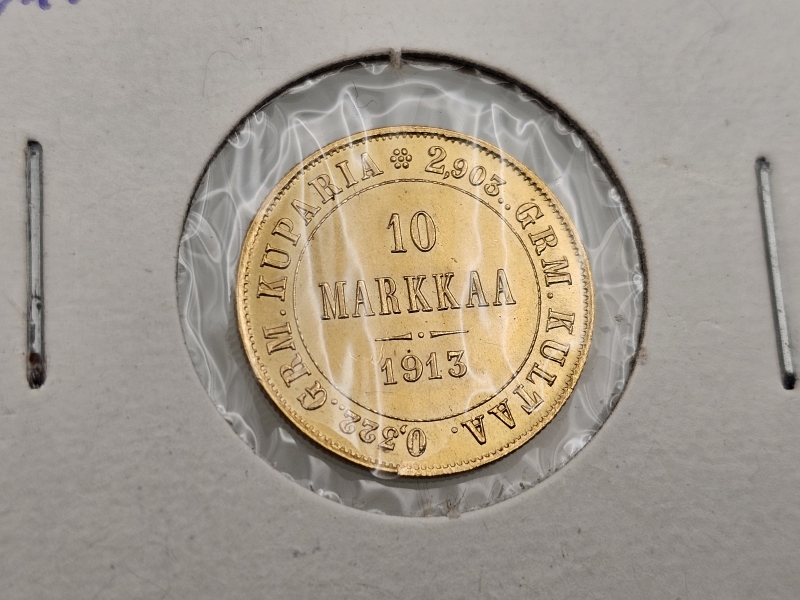 2,903.. GRM. KULTAA. 0,322.. GRM. KUPARIA
10
MARKKAA
1913